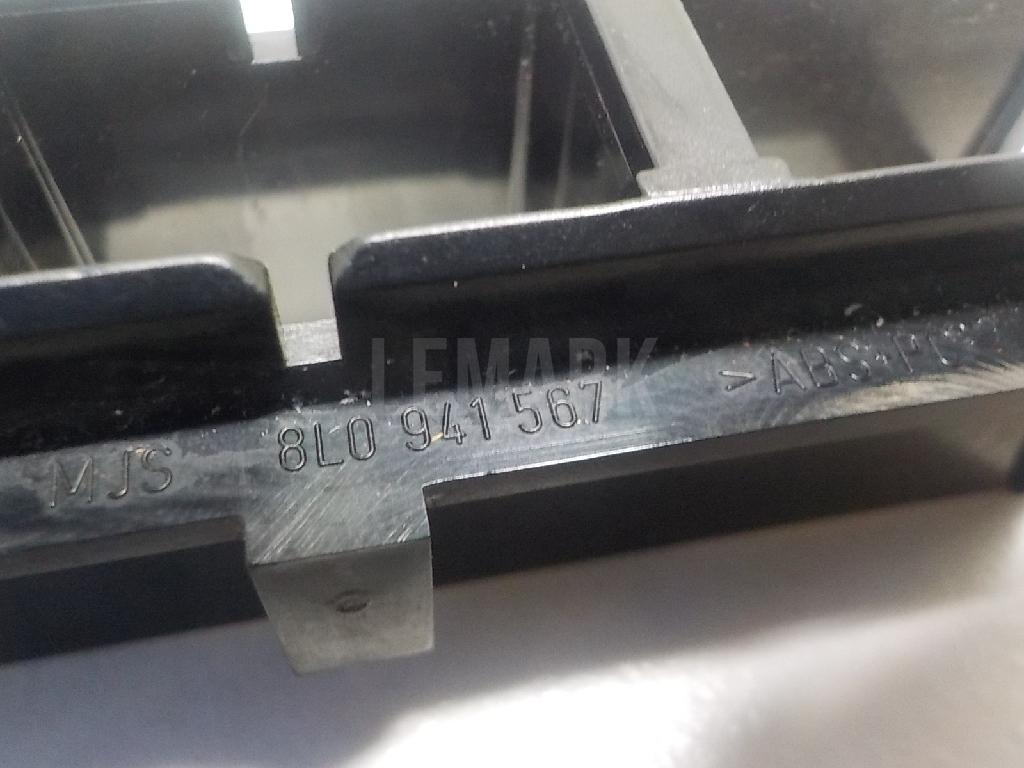 LEMARK
MJS 8L0 941 567 >ABS+PC<